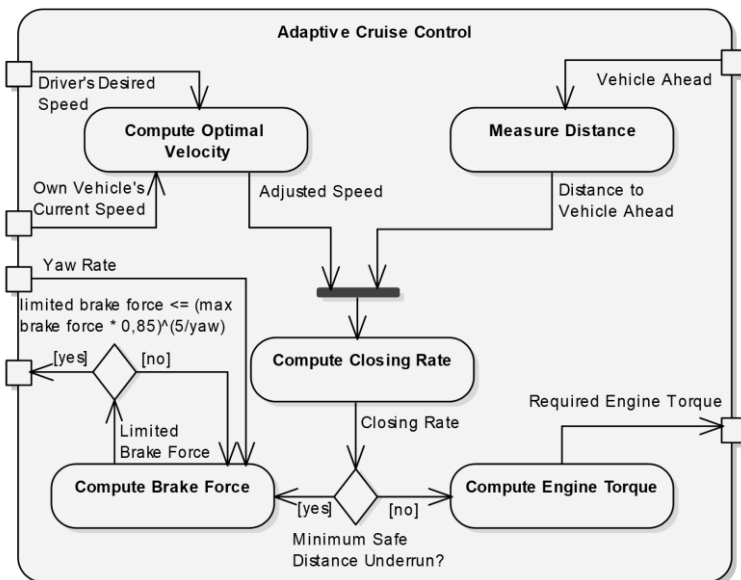 Adaptive Cruise Control
Driver's Desired
Speed
Vehicle Ahead
Compute Optimal
Velocity
Measure Distance
Own Vehicle's
Current Speed
Adjusted Speed
Distance to
Vehicle Ahead
Yaw Rate
limited brake force <= (max
brake force * 0,85)^(5/yaw)
[yes]
[no]
Compute Closing Rate
Required Engine Torque
Closing Rate
Limited
Brake Force
Compute Brake Force
Compute Engine Torque
[yes]
[no]
Minimum Safe
Distance Underrun?